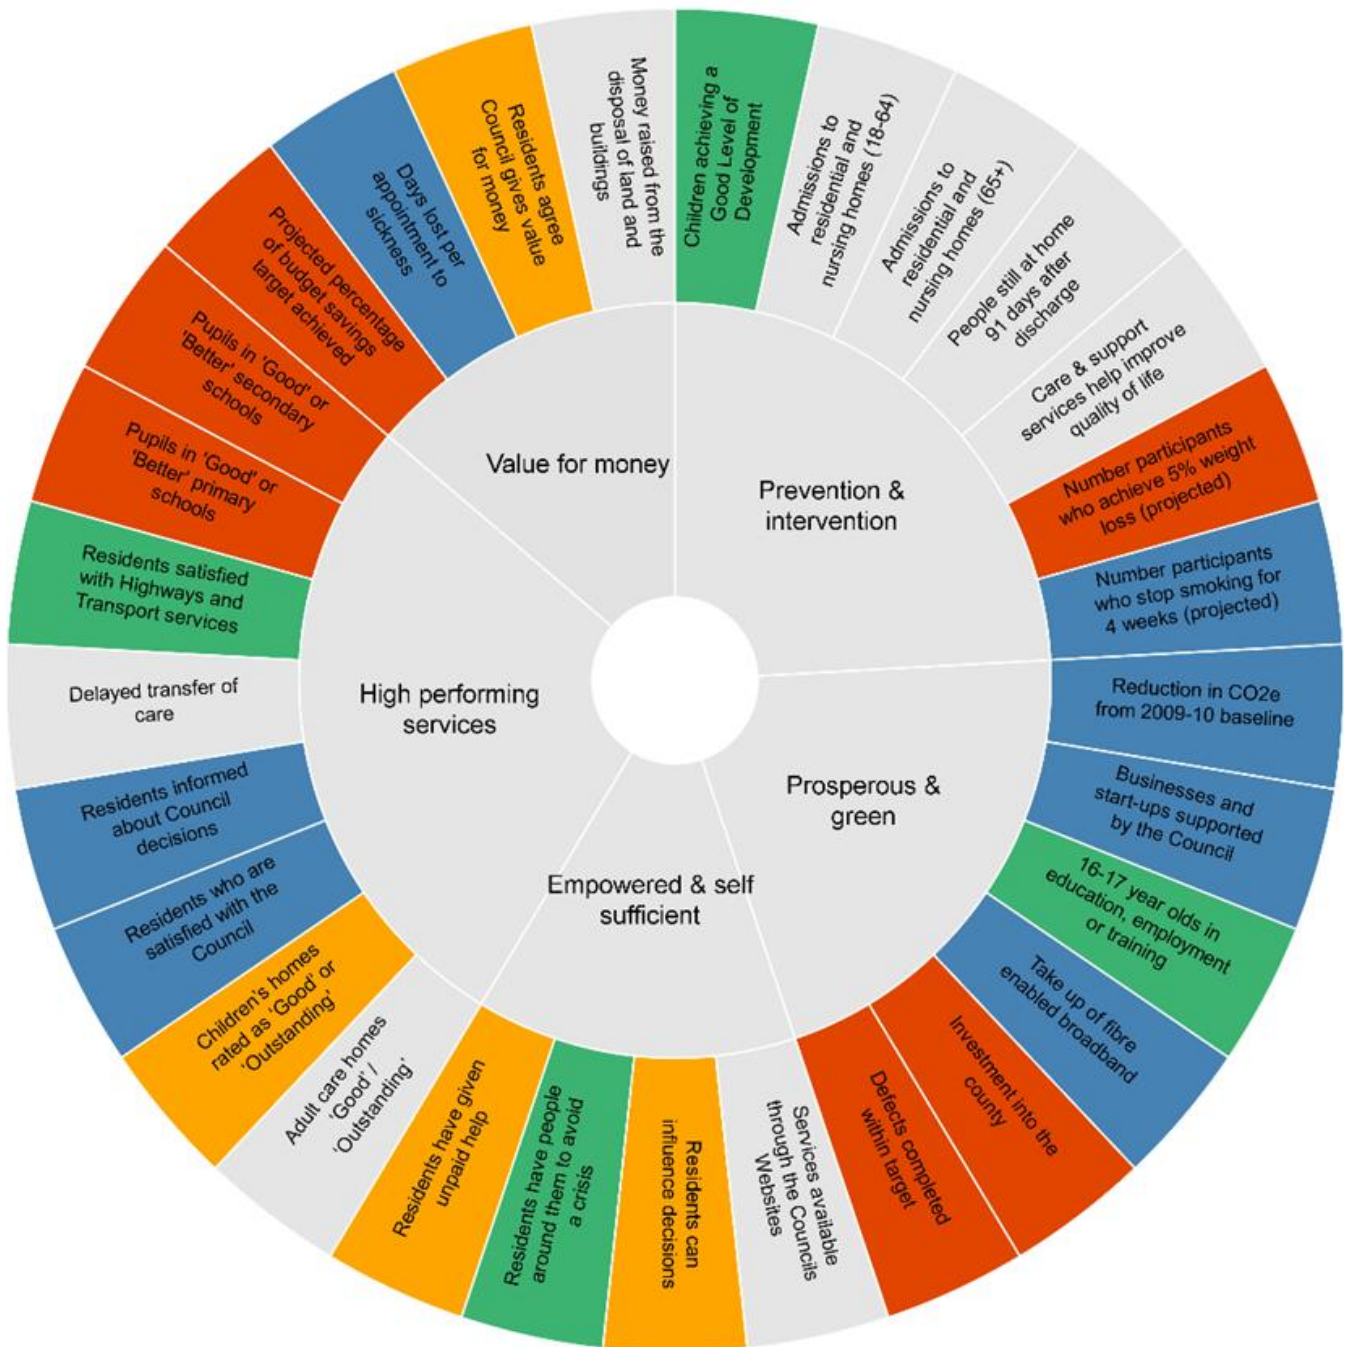 Children achieving a
Good Level of
Development
Admissions to
residential and
nursing homes (18-64)
Admissions to
residential and
nursing homes (65+)
People still at home
91 days after
discharge
Care & support
services help improve
quality of life
Number participants
who achieve 5% weight
loss (projected)
Number participants
who stop smoking for
4 weeks (projected)
Reduction in CO2e
from 2009-10 baseline
Businesses and
start-ups supported
by the Council
16-17 year olds in
education, employment
or training
Take up of fibre
enabled broadband
Investment into the
county
Defects completed
within target
Services available
through the Councils
Websites
Residents can
influence decisions
Residents have people
around them to avoid
a crisis
Residents have given
unpaid help
Adult care homes
'Good' /
'Outstanding'
Children's homes
rated as 'Good' or
'Outstanding'
Residents who are
satisfied with the
Council
Residents informed
about Council
decisions
Delayed transfer of
care
Residents satisfied
with Highways and
Transport services
Pupils in 'Good' or
'Better' primary
schools
Pupils in 'Good' or
'Better' secondary
schools
Projected percentage
of budget savings
target achieved
Days lost per
appointment to
sickness
Residents agree
Council gives value
for money
Money raised from the
disposal of land and
buildings
Value for money
Prevention &
intervention
High performing
services
Prosperous &
green
Empowered & self
sufficient